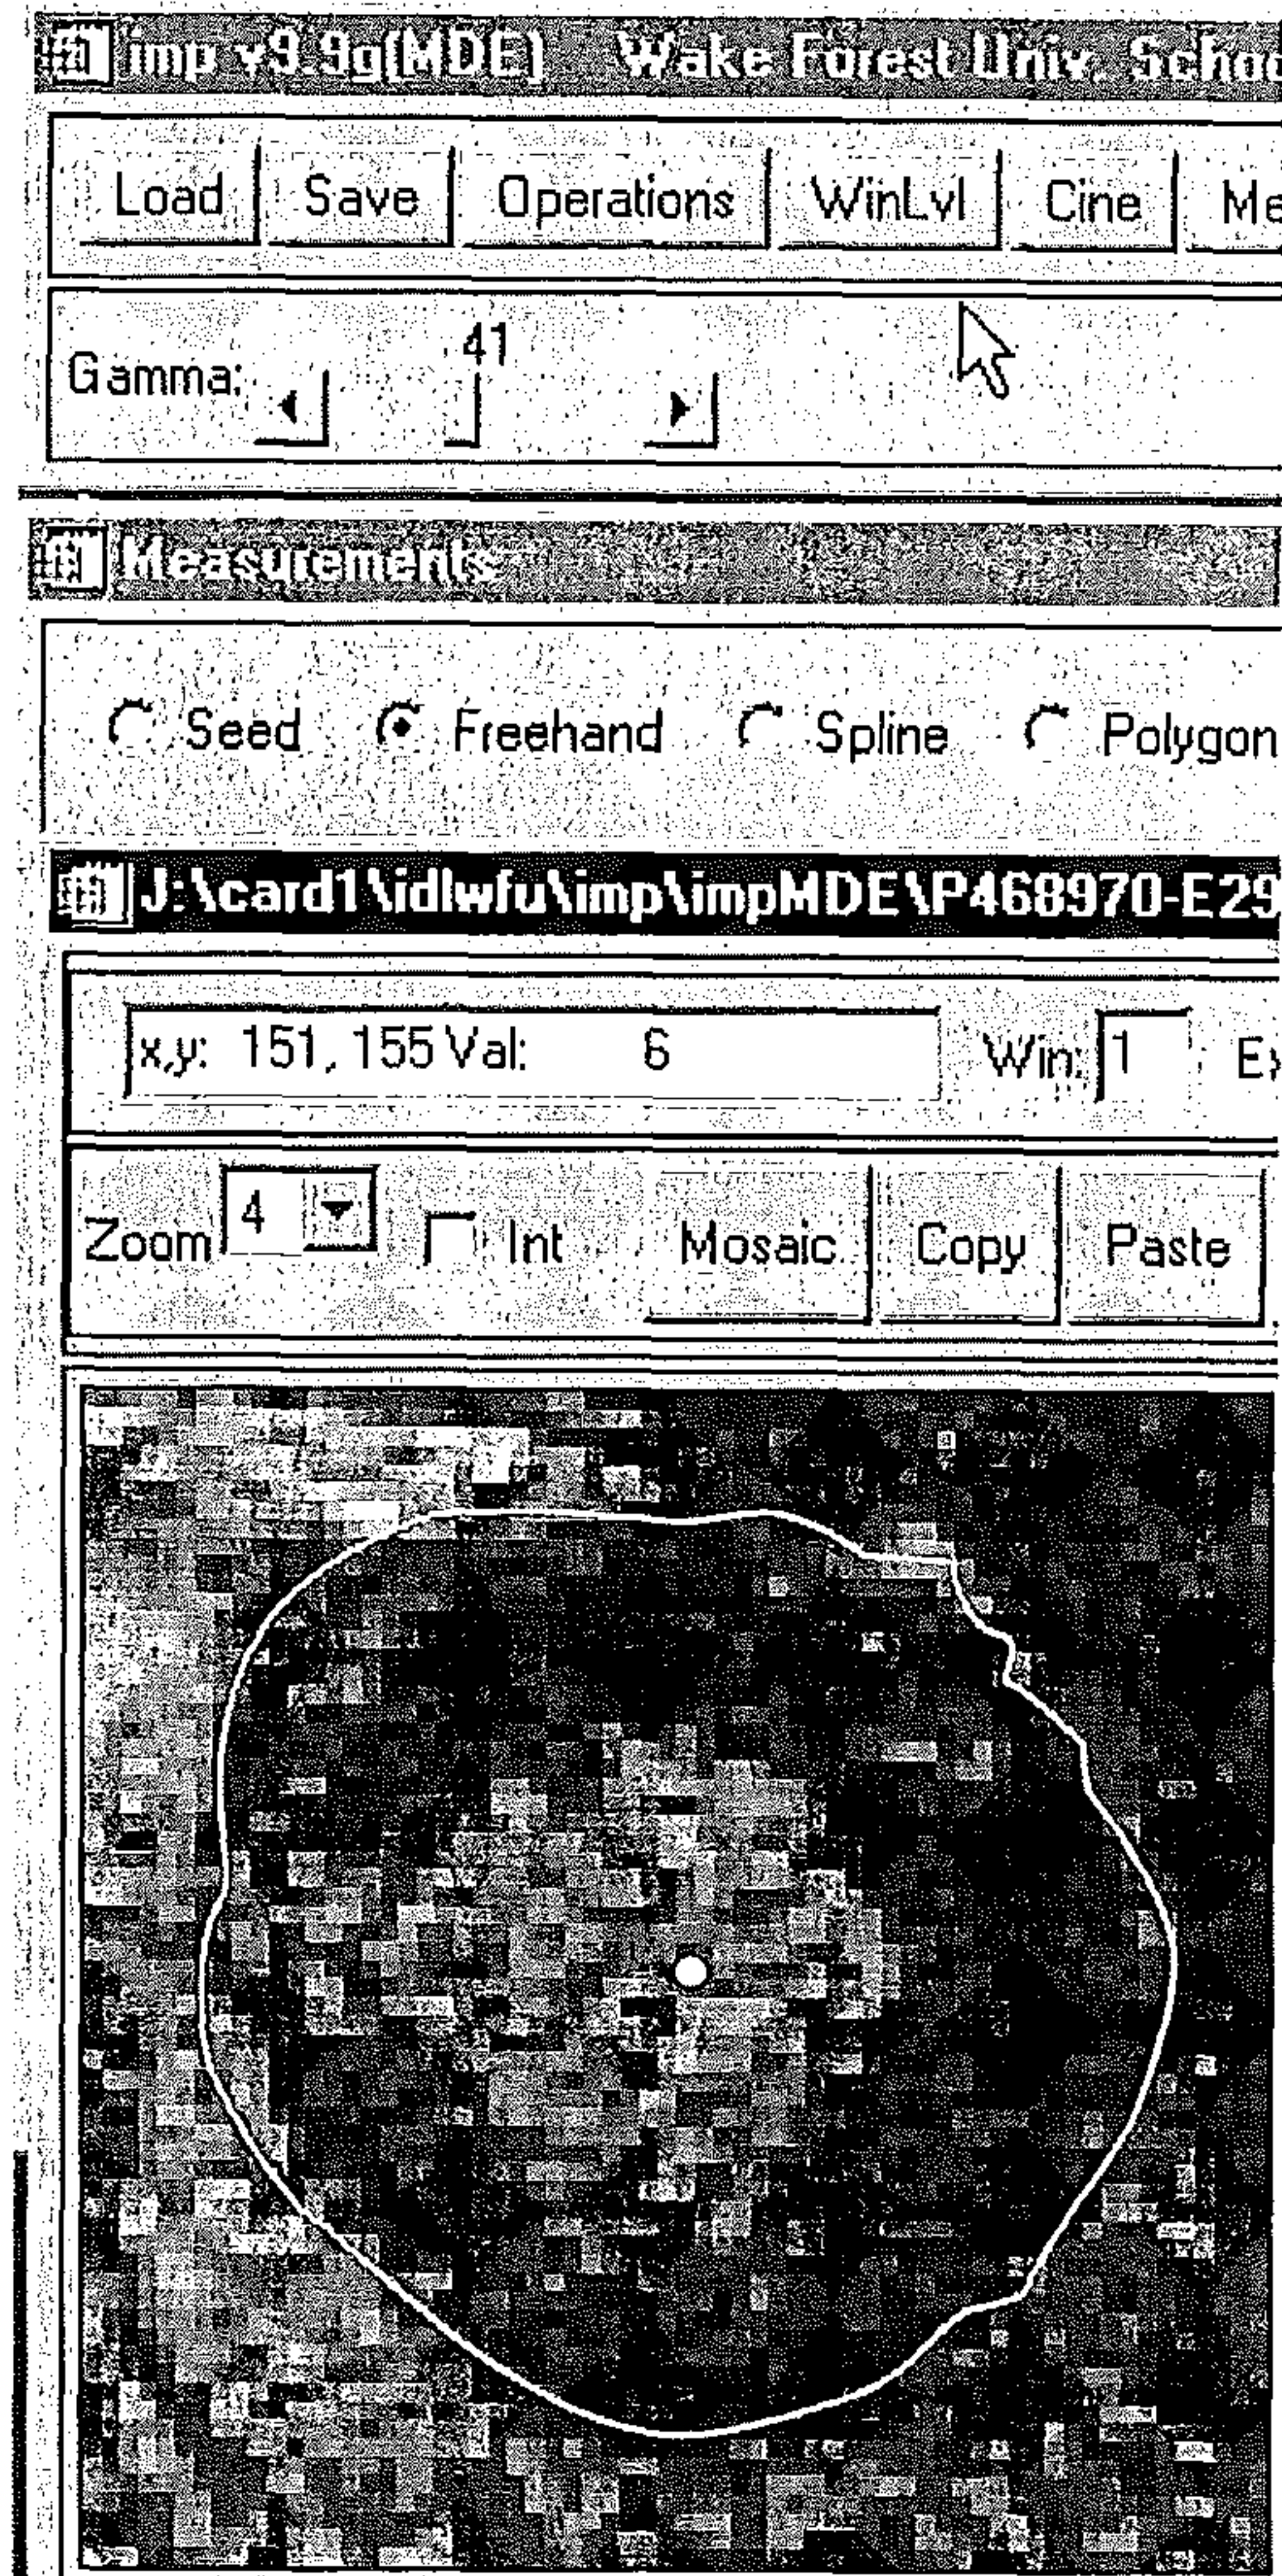 imp v9.9g(MDE) Wake Forest Univ. Schoo
Load Save Operations WinLvl Cine Me
41
Gamma:
Measurements
Seed Freehand Spline Polygon
J:\card1\idlwfu\imp\impMDE\P468970-E29
x,y: 151, 155 Val: 6 Win: 1 Ex
Zoom 4 Int Mosaic Copy Paste